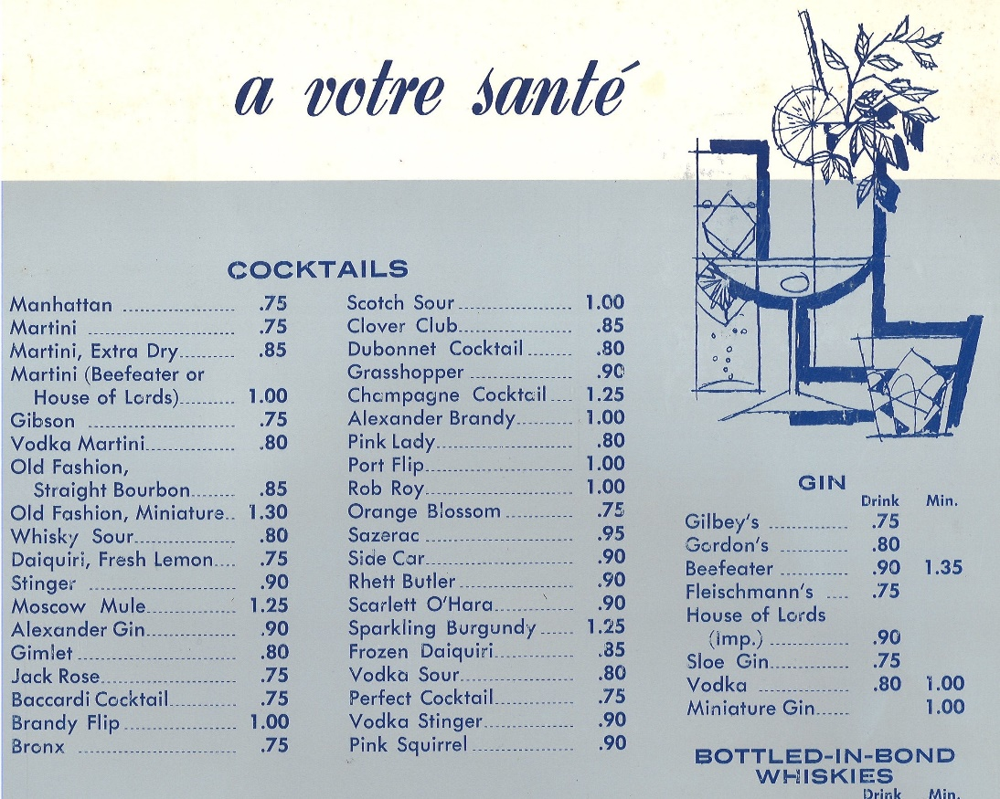 a votre santé
COCKTAILS
Manhattan .75
Martini .75
Martini, Extra Dry .85
Martini (Beefeater or
House of Lords) 1.00
Gibson .75
Vodka Martini .80
Old Fashion,
Straight Bourbon .85
Old Fashion, Miniature 1.30
Whisky Sour .80
Daiquiri, Fresh Lemon .75
Stinger .90
Moscow Mule 1.25
Alexander Gin .90
Gimlet .80
Jack Rose .75
Baccardi Cocktail .75
Brandy Flip 1.00
Bronx .75
Scotch Sour 1.00
Clover Club .85
Dubonnet Cocktail .80
Grasshopper .90
Champagne Cocktail 1.25
Alexander Brandy 1.00
Pink Lady .80
Port Flip 1.00
Rob Roy 1.00
Orange Blossom .75
Sazerac .95
Side Car .90
Rhett Butler .90
Scarlett O'Hara .90
Sparkling Burgundy 1.25
Frozen Daiquiri .85
Vodka Sour .80
Perfect Cocktail .75
Vodka Stinger .90
Pink Squirrel .90
GIN
Drink Min.
Gilbey's .75
Gordon's .80
Beefeater .90 1.35
Fleischmann's .75
House of Lords
(Imp.) .90
Sloe Gin .75
Vodka .80 1.00
Miniature Gin 1.00
BOTTLED-IN-BOND
WHISKIES
Drink Min.